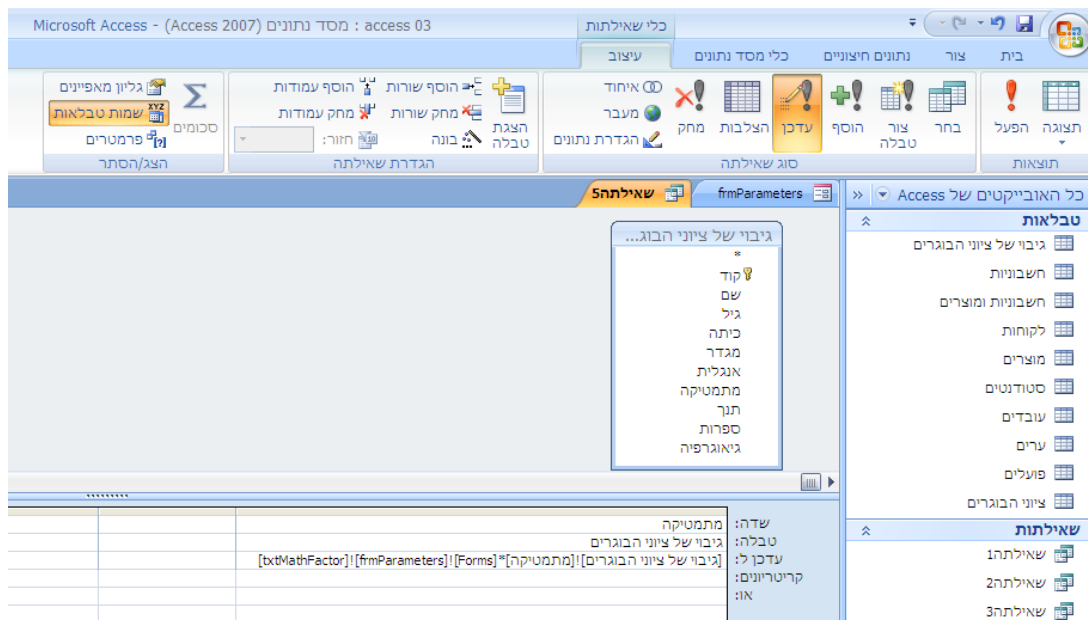 Microsoft Access - (Access 2007) מסד נתונים : access 03
כלי שאילתות
בית
צור
נתונים חיצוניים
כלי מסד נתונים
עיצוב
תצוגה
הפעל
תוצאות
בחר
צור טבלה
הוסף
עדכן
הצלבות
מחק
איחוד
מעבר
הגדרת נתונים
סוג שאילתה
הצגת טבלה
הוסף שורות
מחק שורות
בונה
הוסף עמודות
מחק עמודות
חזור:
הגדרת שאילתה
סכומים
גליון מאפיינים
שמות טבלאות
פרמטרים
הצג/הסתר
כל האובייקטים של Access
טבלאות
גיבוי של ציוני הבוגרים
חשבוניות
חשבוניות ומוצרים
לקוחות
מוצרים
סטודנטים
עובדים
ערים
פועלים
ציוני הבוגרים
שאילתות
שאילתה1
שאילתה2
שאילתה3
frmParameters
שאילתה5
גיבוי של ציוני הבוג...
*
קוד
שם
גיל
כיתה
מגדר
אנגלית
מתמטיקה
תנך
ספרות
גיאוגרפיה
שדה: מתמטיקה
טבלה: גיבוי של ציוני הבוגרים
עדכן ל: [גיבוי של ציוני הבוגרים]![מתמטיקה]*[Forms]![frmParameters]![txtMathFactor]
קריטריונים:
או: